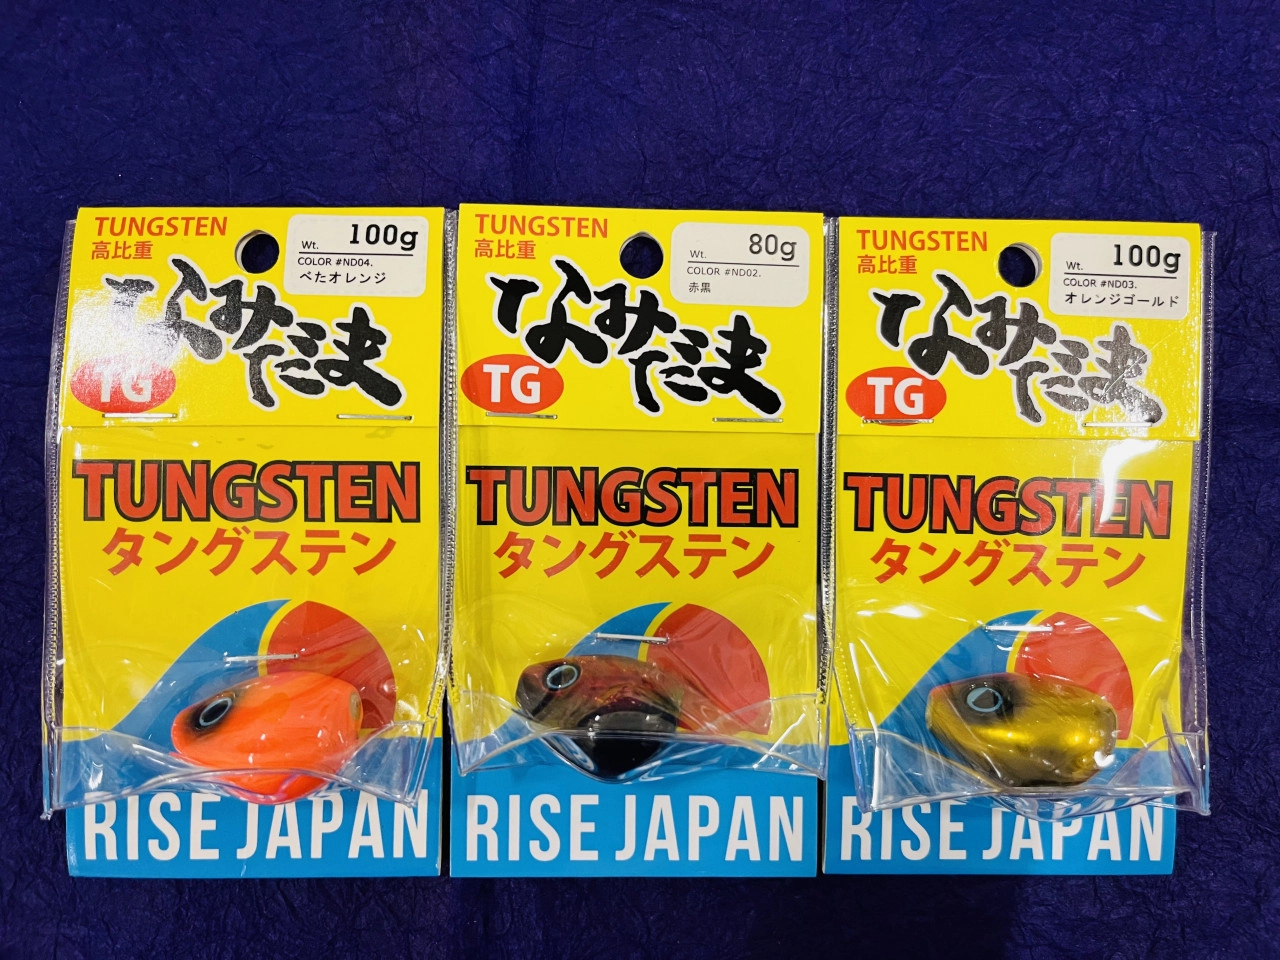 TUNGSTEN
高比重
Wt. 100g
COLOR #ND04.
べたオレンジ
なみだま
TG
TUNGSTEN
タングステン
RISE JAPAN
TUNGSTEN
高比重
Wt. 80g
COLOR #ND02.
赤黒
なみだま
TG
TUNGSTEN
タングステン
RISE JAPAN
TUNGSTEN
高比重
Wt. 100g
COLOR #ND03.
オレンジゴールド
なみだま
TG
TUNGSTEN
タングステン
RISE JAPAN